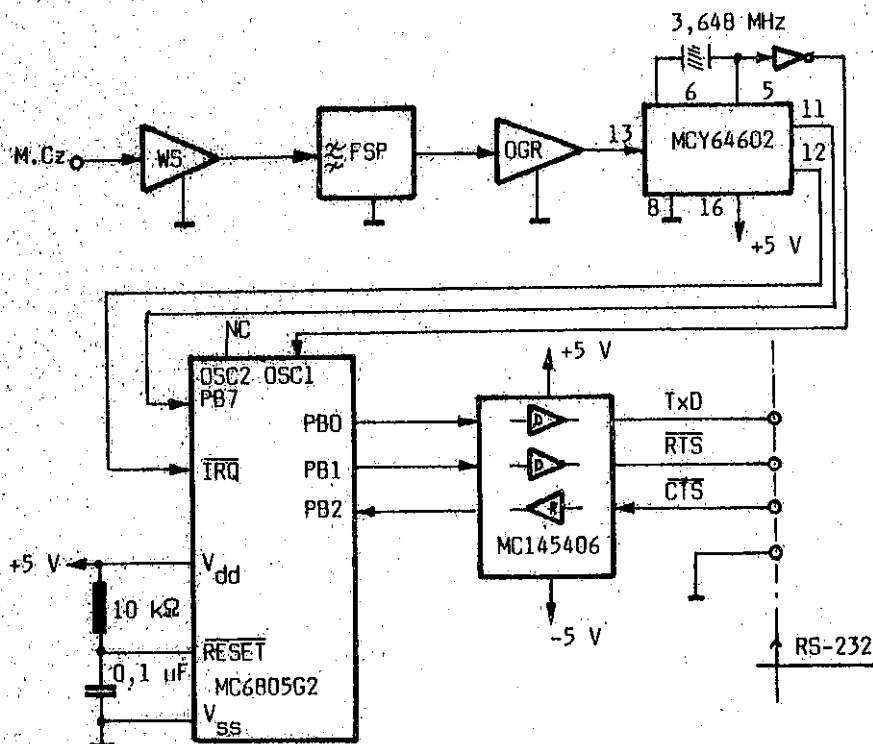 3,648 MHz
6 5 11
M.Cz WS FSP OGR 13 MCY64602 12
8 16
+5 V
NC
OSC2 OSC1
PB7
+5 V
PB0 D TxD
IRQ PB1 D RTS
PB2 R CTS
MC145406
+5 V Vdd
10 kΩ
-5 V
RESET RS-232
0,1 µF
MC6805G2
Vss